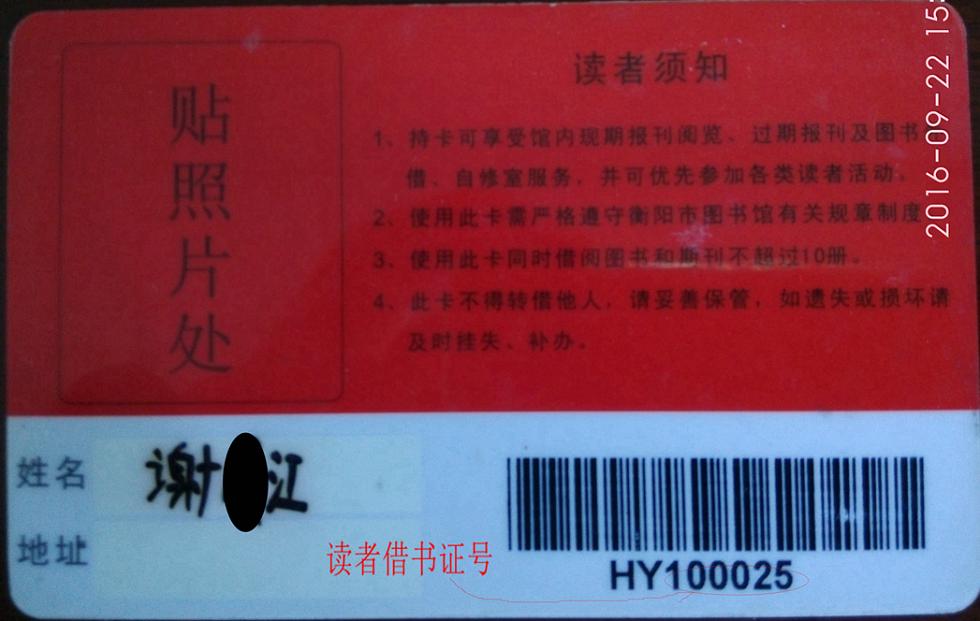 贴照片处
读者须知
1、持卡可享受馆内现期报刊阅览、过期报刊及图书
借、自修室服务，并可优先参加各类读者活动。
2、使用此卡需严格遵守衡阳市图书馆有关规章制度
3、使用此卡同时借阅图书和期刊不超过10册。
4、此卡不得转借他人，请妥善保管，如遗失或损坏请
及时挂失、补办。
2016-09-22 15:
姓名 谢 江
地址
读者借书证号
HY100025